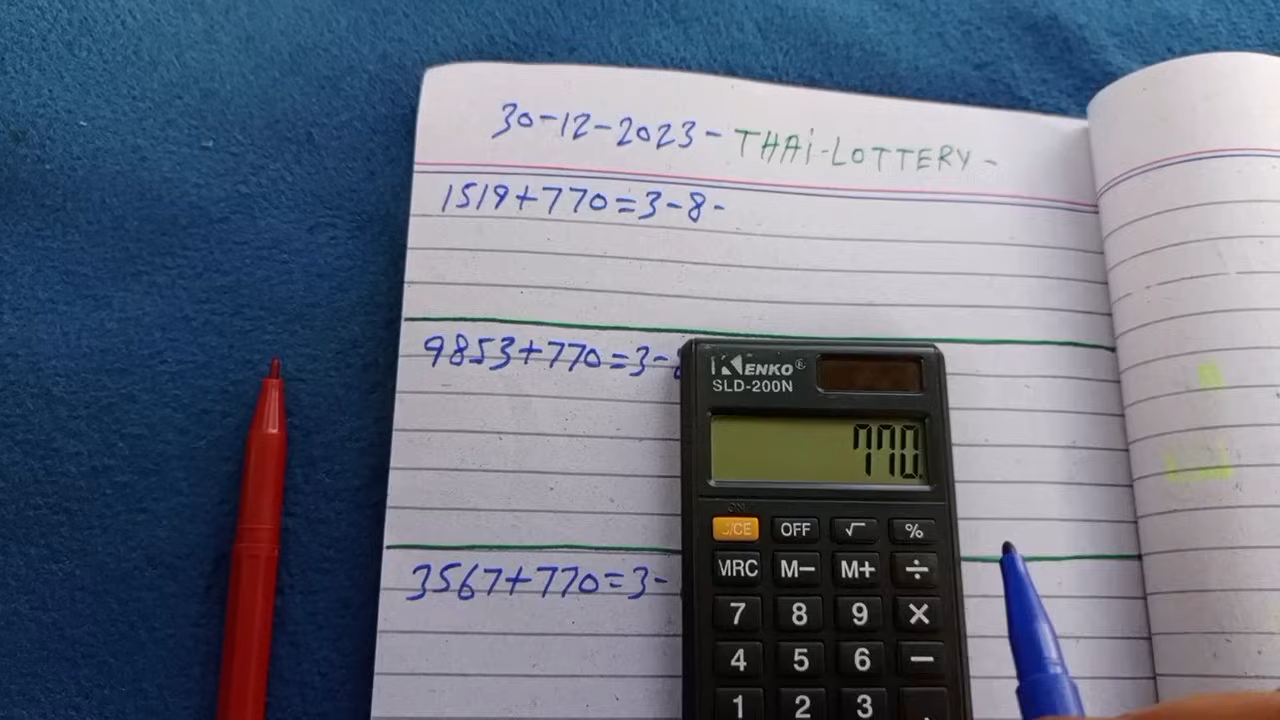 30-12-2023- THAi-LOTTERY-
1519+770=3-8-
9853+770=3-
KENKO®
SLD-200N
770.
ON
C/CE OFF √ %
3567+770=3-
MRC M− M+ ÷
7 8 9 ×
4 5 6 −
1 2 3